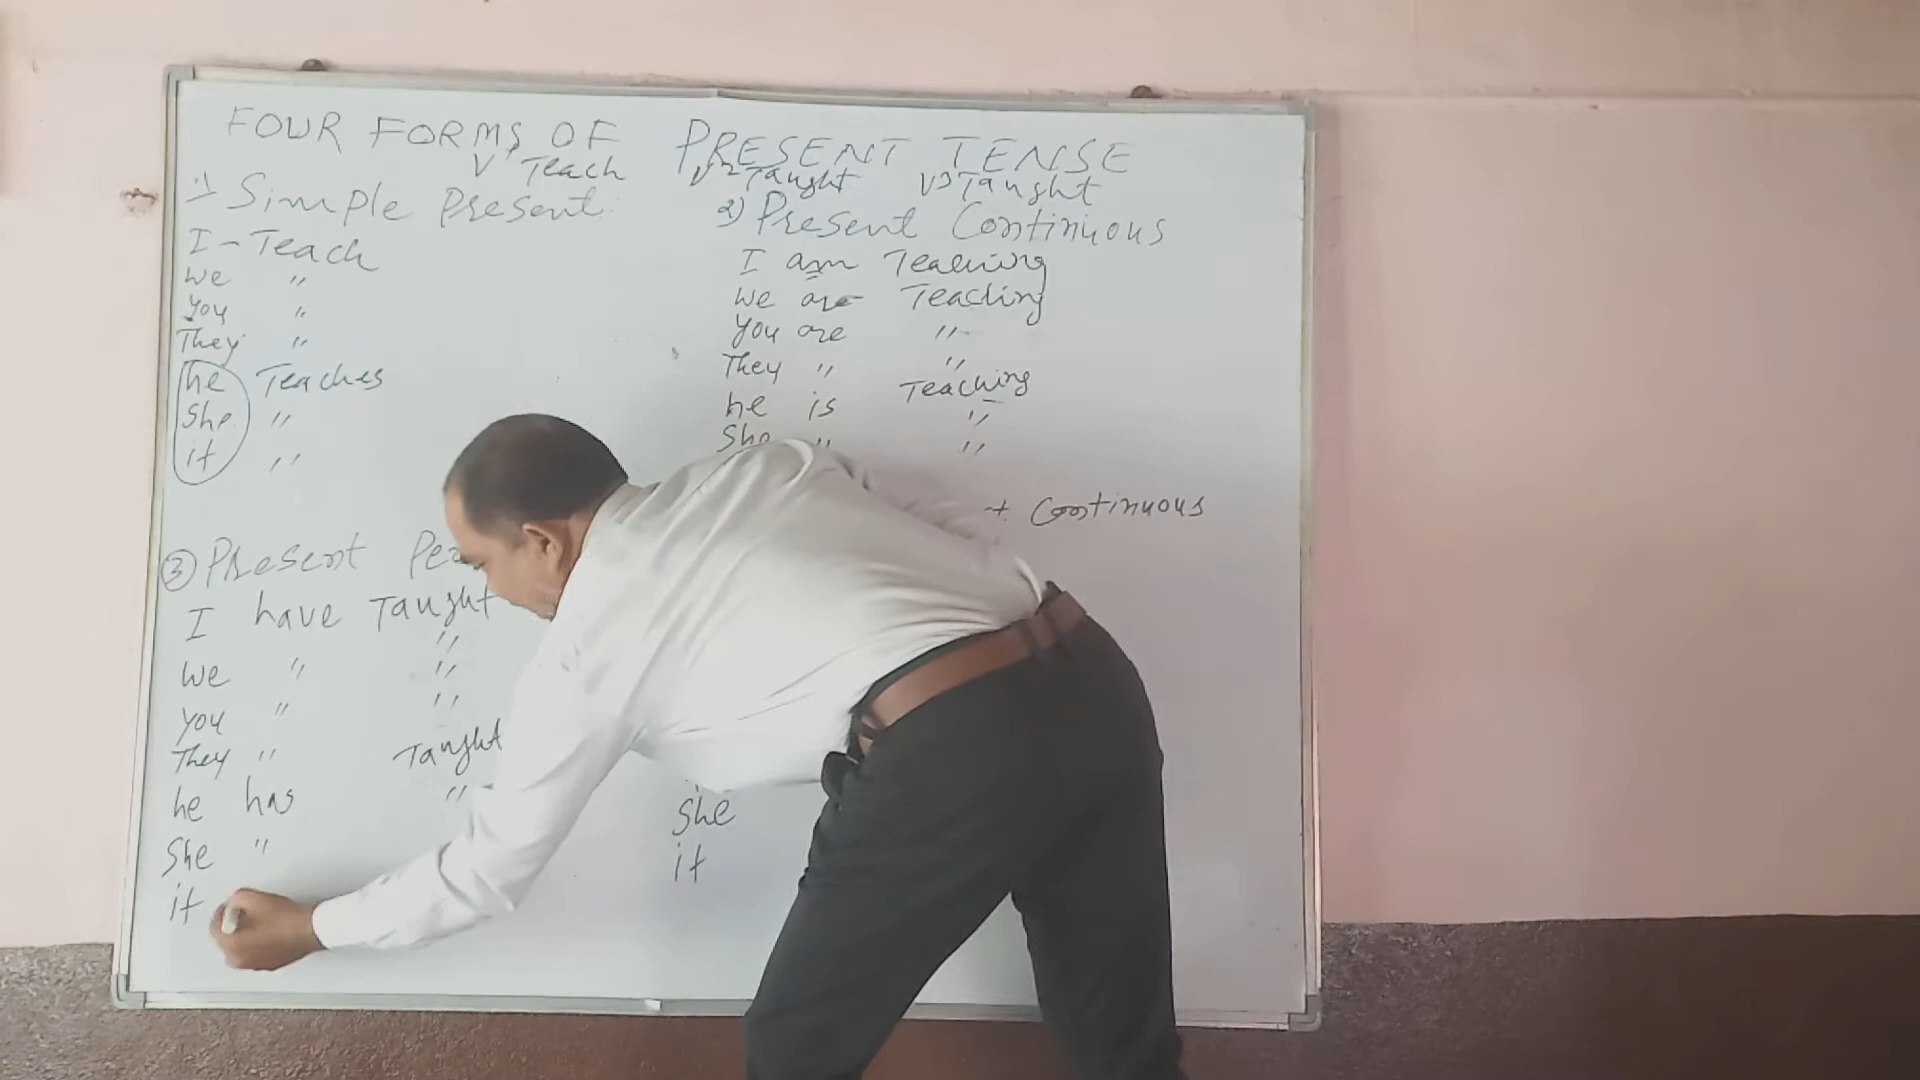 FOUR FORMS OF PRESENT TENSE
V' Teach V2 Taught V3 Taught
1) Simple Present
I - Teach
We "
You "
They "
he Teaches
She "
it "
2) Present Continuous
I am Teaching
We are Teaching
You are "
They " "
he is Teaching
She " "
"
+ Continuous
③ Present
I have Taught
We " "
You " "
They " "
he has Taught
She " "
it
She
it